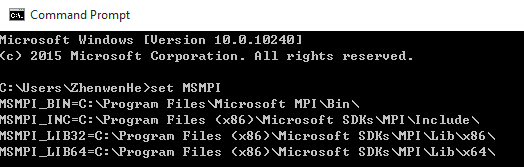 Command Prompt
Microsoft Windows [Version 10.0.10240]
(c) 2015 Microsoft Corporation. All rights reserved.
C:\Users\ZhenwenHe>set MSMPI
MSMPI_BIN=C:\Program Files\Microsoft MPI\Bin\
MSMPI_INC=C:\Program Files (x86)\Microsoft SDKs\MPI\Include\
MSMPI_LIB32=C:\Program Files (x86)\Microsoft SDKs\MPI\Lib\x86\
MSMPI_LIB64=C:\Program Files (x86)\Microsoft SDKs\MPI\Lib\x64\